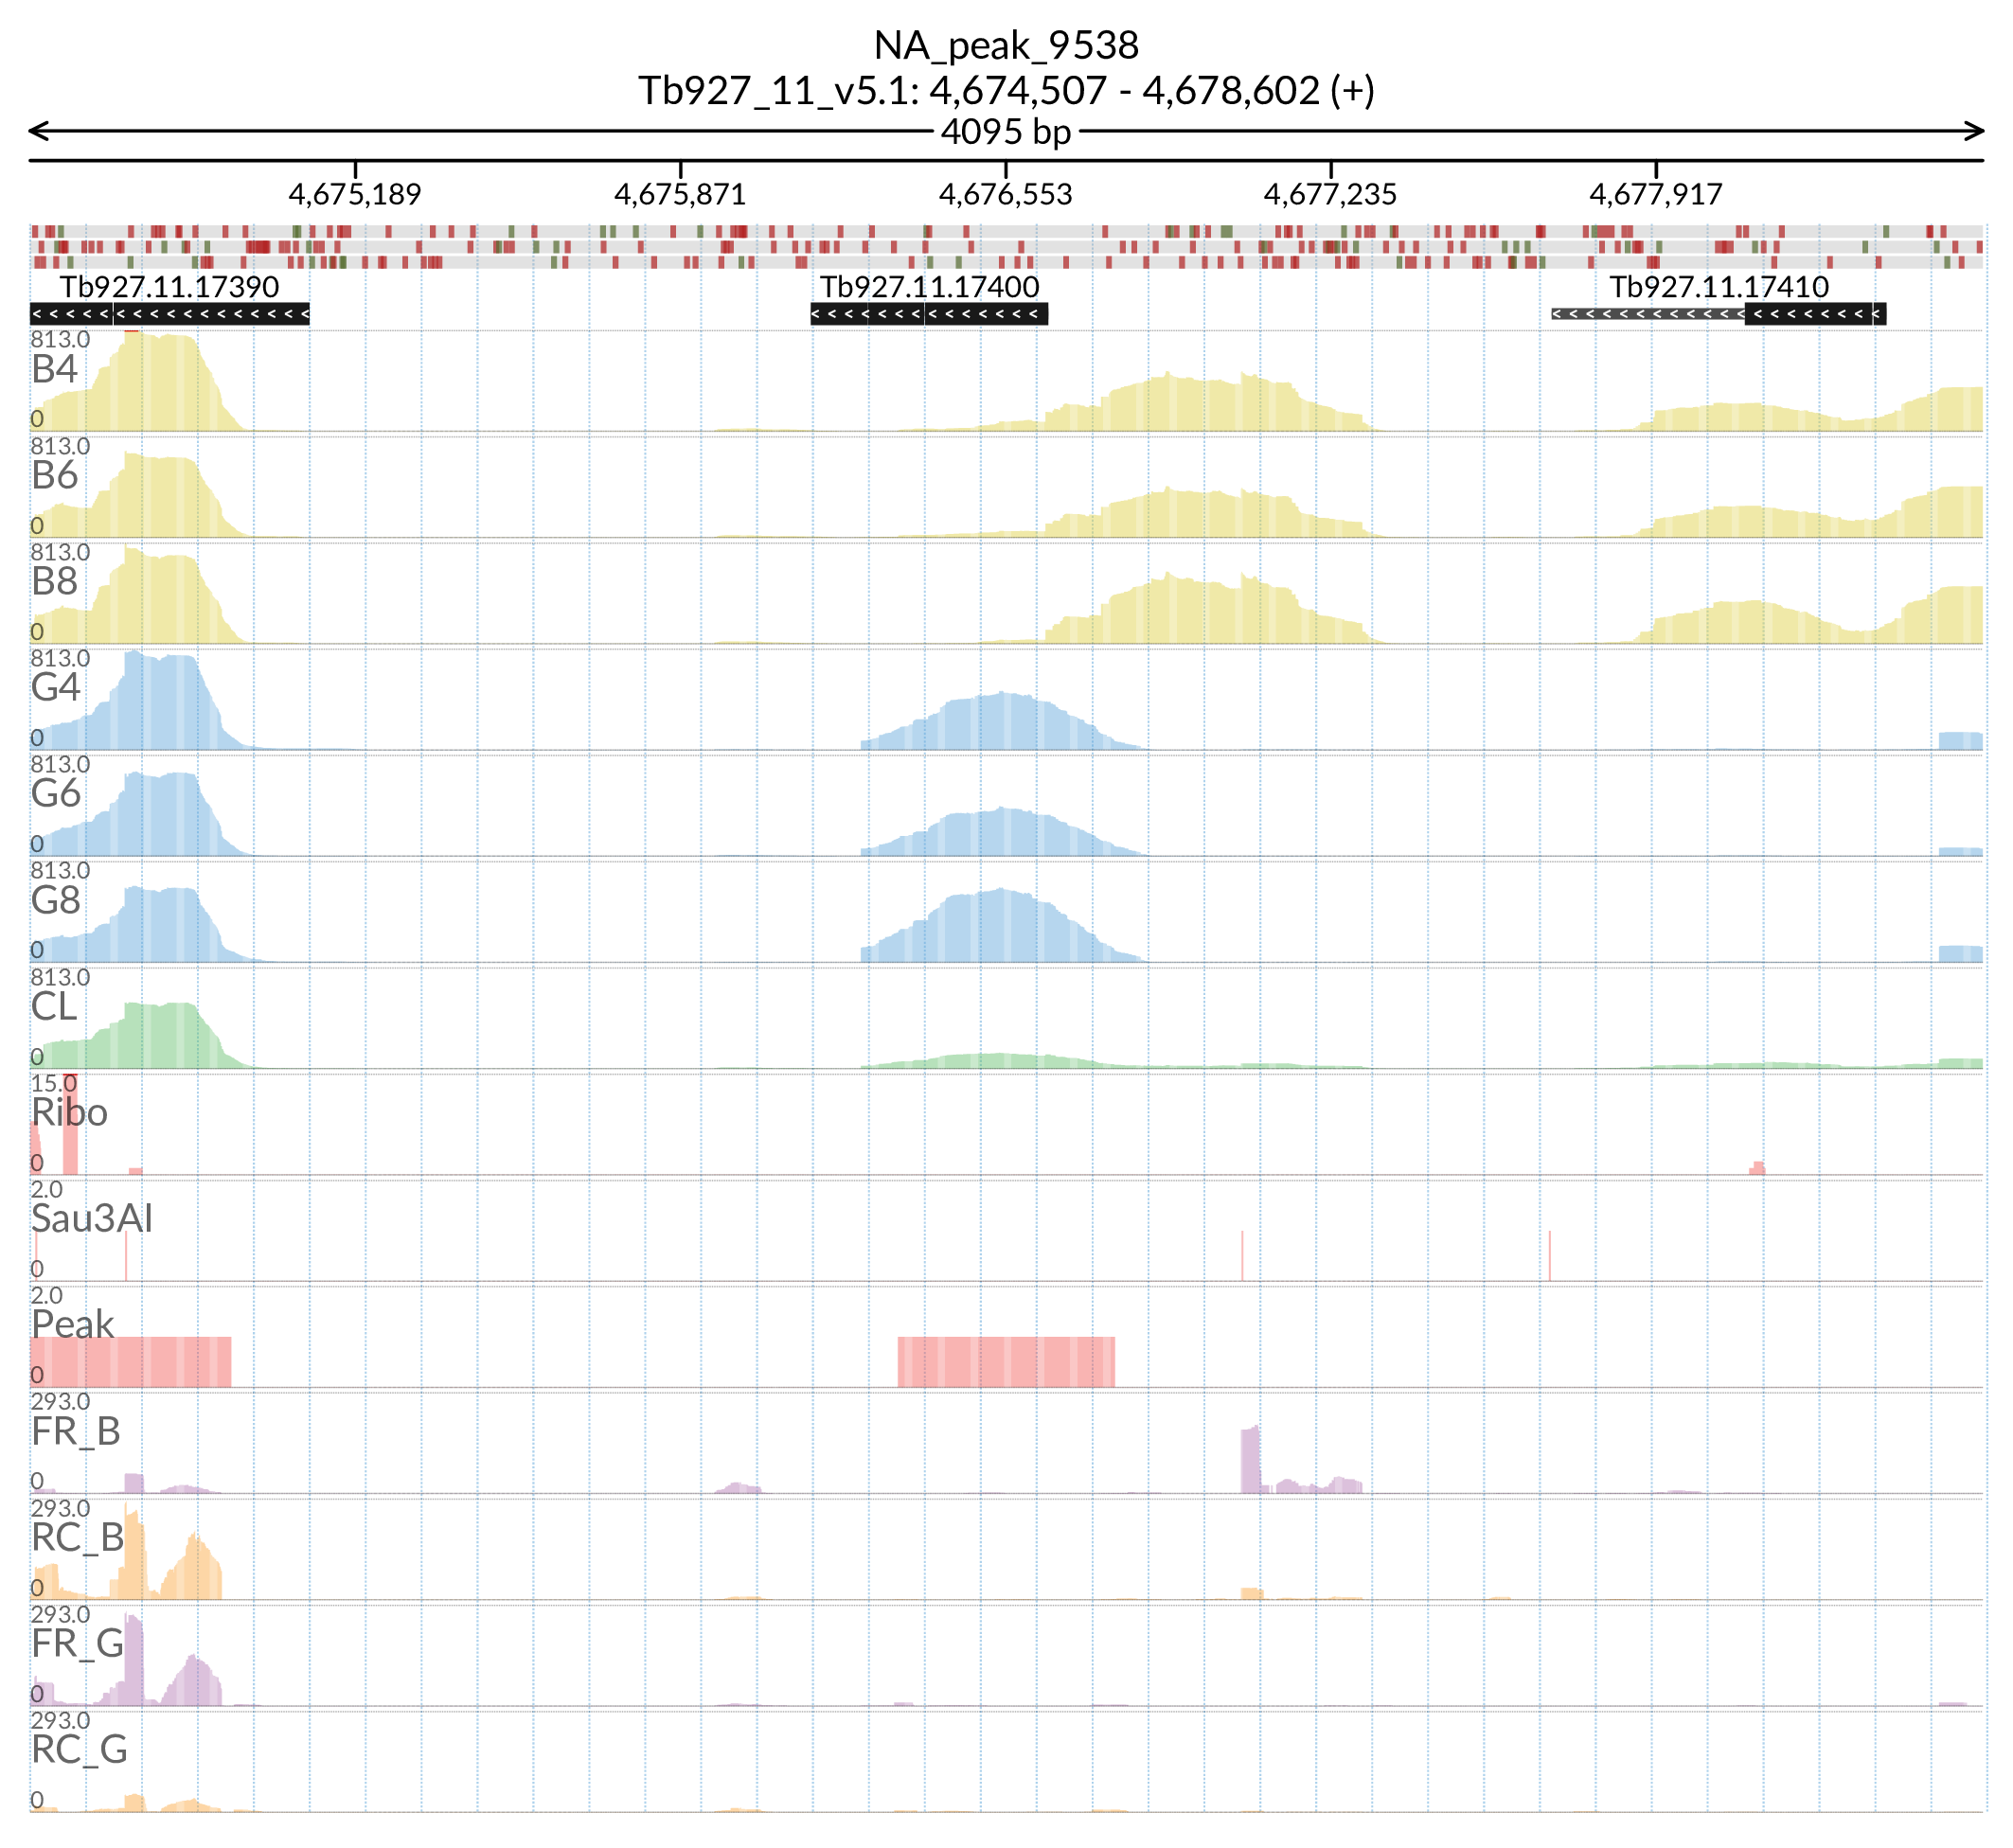 NA_peak_9538
Tb927_11_v5.1: 4,674,507 - 4,678,602 (+)
4095 bp
4,675,189 4,675,871 4,676,553 4,677,235 4,677,917
Tb927.11.17390 Tb927.11.17400 Tb927.11.17410
813.0
B4
0
813.0
B6
0
813.0
B8
0
813.0
G4
0
813.0
G6
0
813.0
G8
0
813.0
CL
0
15.0
Ribo
0
2.0
Sau3AI
0
2.0
Peak
0
293.0
FR_B
0
293.0
RC_B
0
293.0
FR_G
0
293.0
RC_G
0